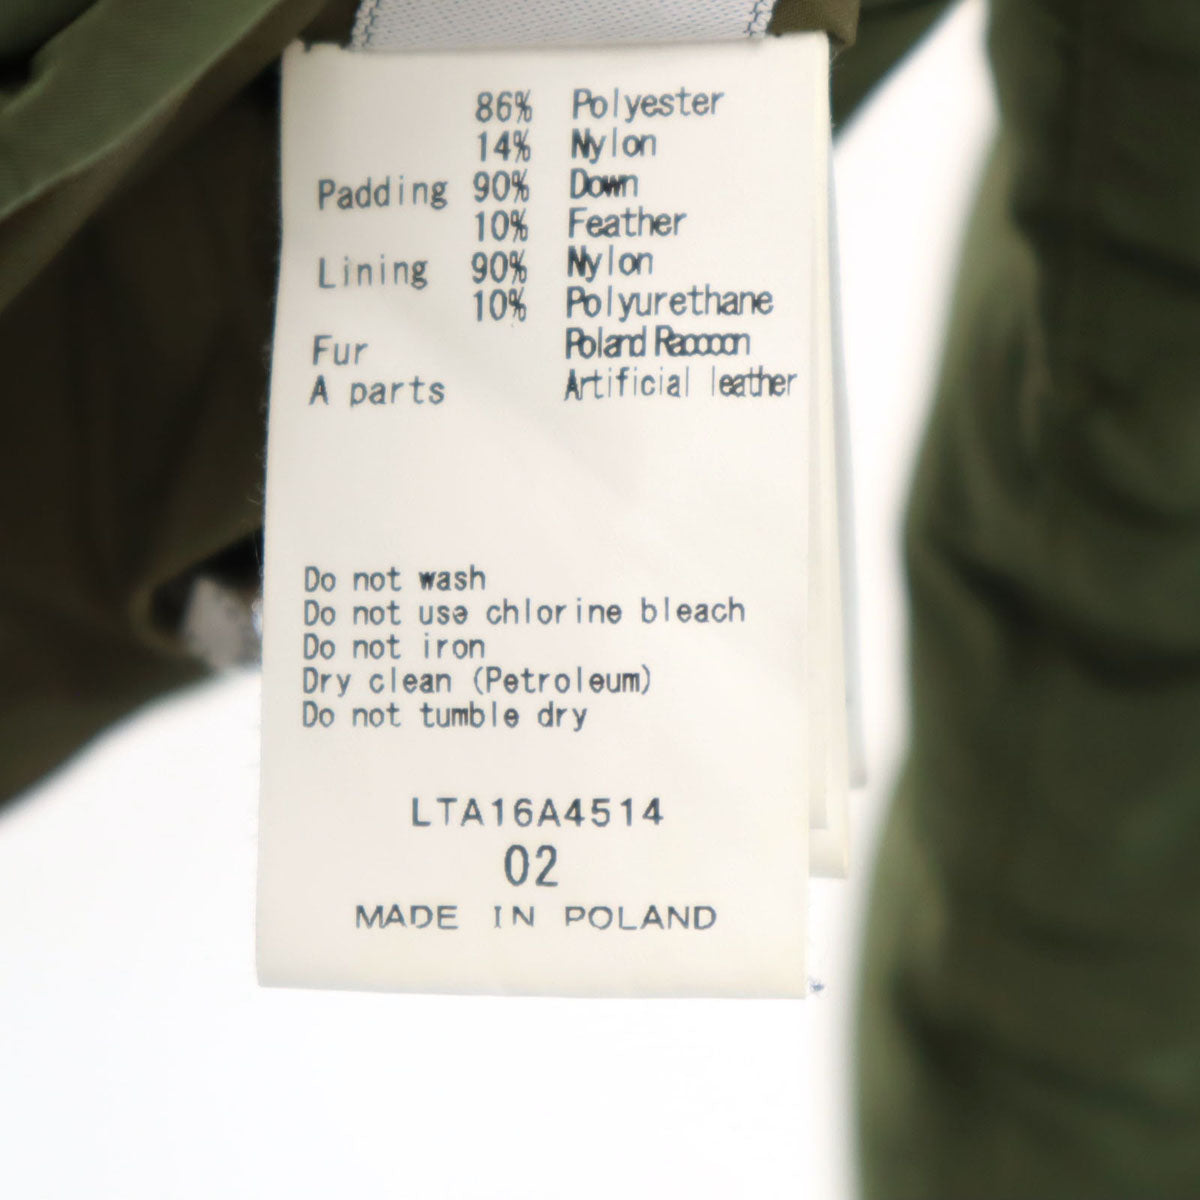 86% Polyester
14% Nylon
Padding 90% Down
10% Feather
Lining 90% Nylon
10% Polyurethane
Fur Poland Racooon
A parts Artificial leather
Do not wash
Do not use chlorine bleach
Do not iron
Dry clean (Petroleum)
Do not tumble dry
LTA16A4514
02
MADE IN POLAND